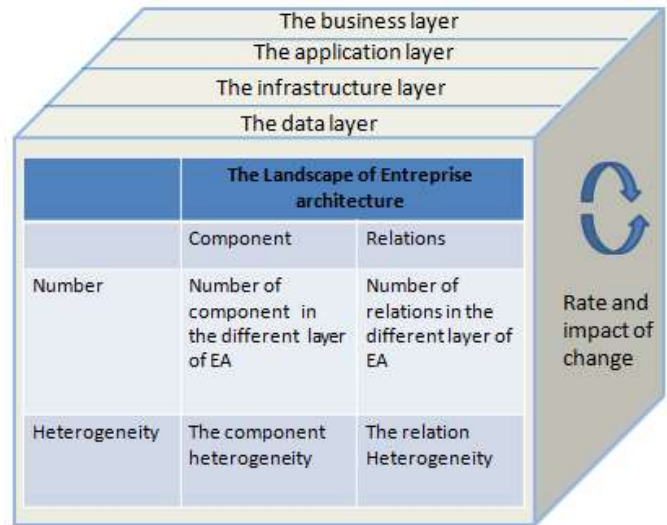 The business layer
The application layer
The infrastructure layer
The data layer
The Landscape of Entreprise
architecture
Component
Relations
Number
Number of
component in
the different layer
of EA
Number of
relations in the
different layer of
EA
Heterogeneity
The component
heterogeneity
The relation
Heterogeneity
Rate and
impact of
change